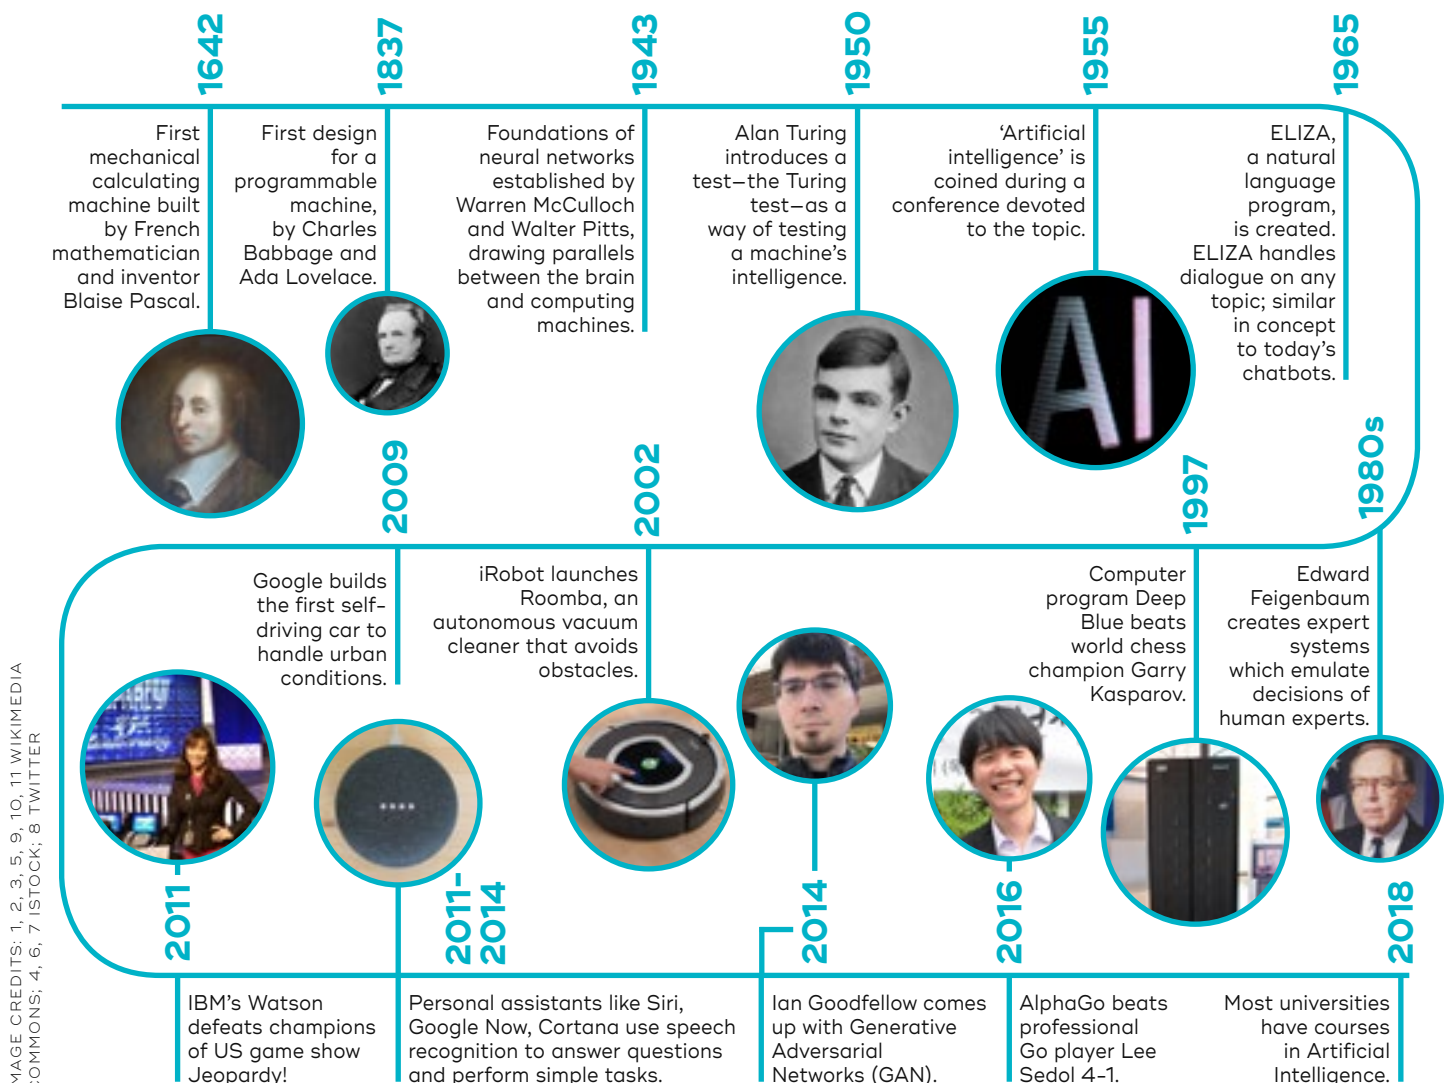 1642
First
mechanical
calculating
machine built
by French
mathematician
and inventor
Blaise Pascal.
1837
First design
for a
programmable
machine,
by Charles
Babbage and
Ada Lovelace.
1943
Foundations of
neural networks
established by
Warren McCulloch
and Walter Pitts,
drawing parallels
between the brain
and computing
machines.
1950
Alan Turing
introduces a
test—the Turing
test—as a
way of testing
a machine's
intelligence.
1955
'Artificial
intelligence' is
coined during a
conference devoted
to the topic.
AI
1965
ELIZA,
a natural
language
program,
is created.
ELIZA handles
dialogue on any
topic; similar
in concept
to today's
chatbots.
1980s
Edward
Feigenbaum
creates expert
systems
which emulate
decisions of
human experts.
1997
Computer
program Deep
Blue beats
world chess
champion Garry
Kasparov.
2002
iRobot launches
Roomba, an
autonomous vacuum
cleaner that avoids
obstacles.
2009
Google builds
the first self-
driving car to
handle urban
conditions.
2011
IBM's Watson
defeats champions
of US game show
Jeopardy!
2011-
2014
Personal assistants like Siri,
Google Now, Cortana use speech
recognition to answer questions
and perform simple tasks.
2014
Ian Goodfellow comes
up with Generative
Adversarial
Networks (GAN).
2016
AlphaGo beats
professional
Go player Lee
Sedol 4-1.
2018
Most universities
have courses
in Artificial
Intelligence.
MAGE CREDITS: 1, 2, 3, 5, 9, 10, 11 WIKIMEDIA
COMMONS; 4, 6, 7 ISTOCK; 8 TWITTER